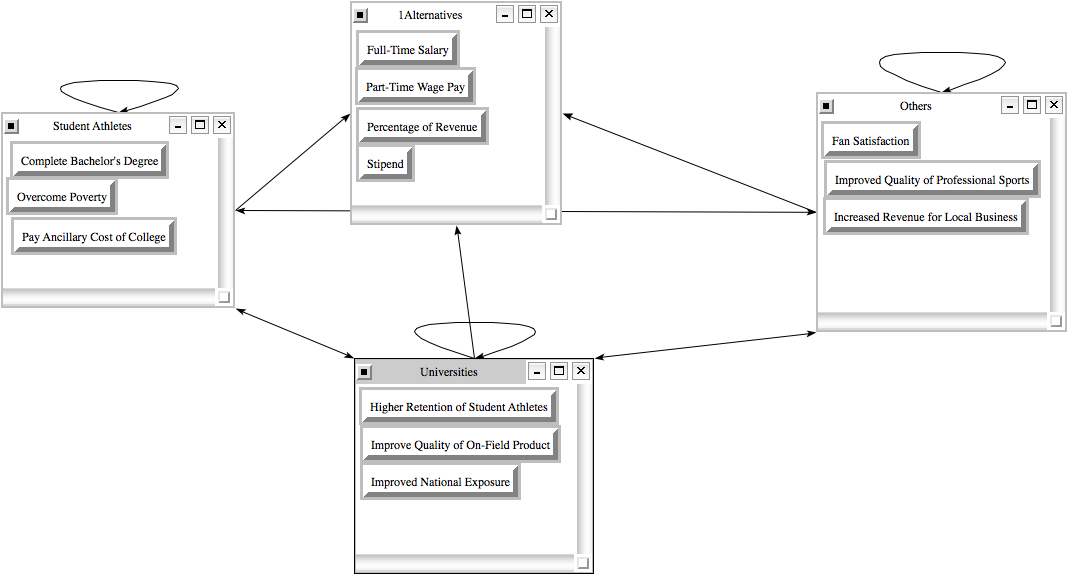 1Alternatives
Full-Time Salary
Part-Time Wage Pay
Percentage of Revenue
Stipend
Student Athletes
Complete Bachelor's Degree
Overcome Poverty
Pay Ancillary Cost of College
Others
Fan Satisfaction
Improved Quality of Professional Sports
Increased Revenue for Local Business
Universities
Higher Retention of Student Athletes
Improve Quality of On-Field Product
Improved National Exposure